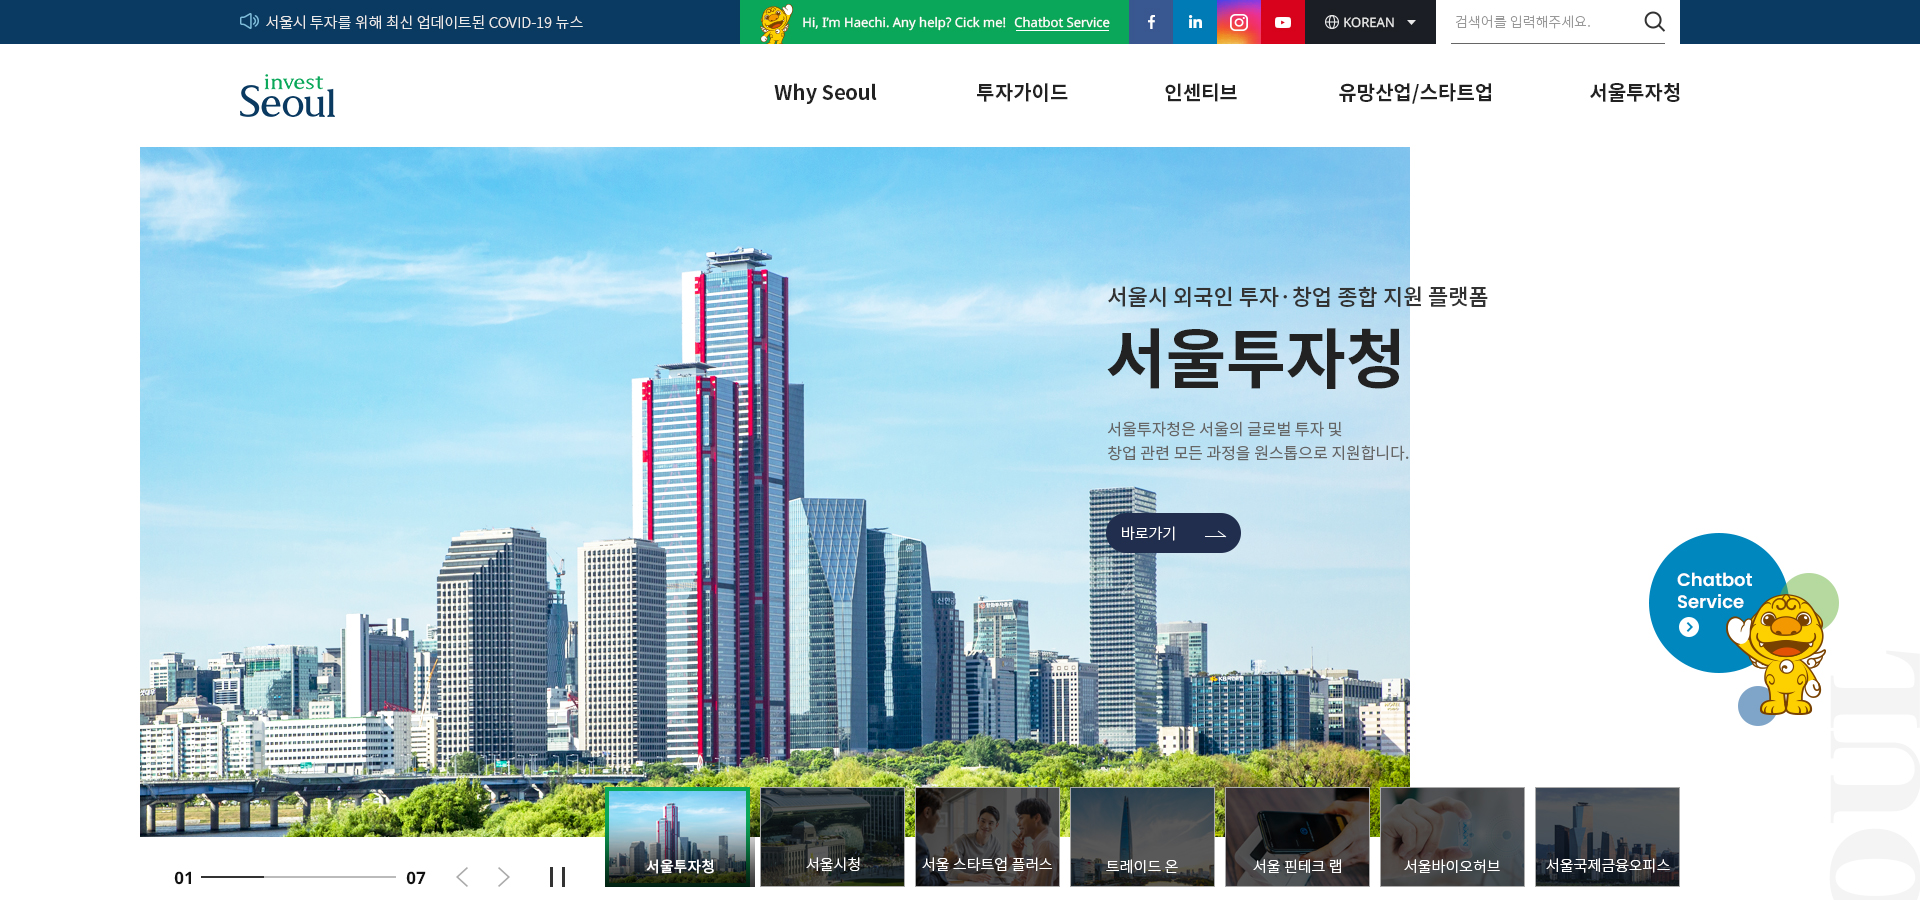 서울시 투자를 위해 최신 업데이트된 COVID-19 뉴스
Hi, I'm Haechi. Any help? Cick me! Chatbot Service
KOREAN
검색어를 입력해주세요.
invest
Seoul
Why Seoul
투자가이드
인센티브
유망산업/스타트업
서울투자청
서울시 외국인 투자·창업 종합 지원 플랫폼
서울투자청
서울투자청은 서울의 글로벌 투자 및
창업 관련 모든 과정을 원스톱으로 지원합니다.
바로가기
Chatbot
Service
OUL
01
07
서울투자청
서울시청
서울 스타트업 플러스
트레이드 온
서울 핀테크 랩
서울바이오허브
서울국제금융오피스